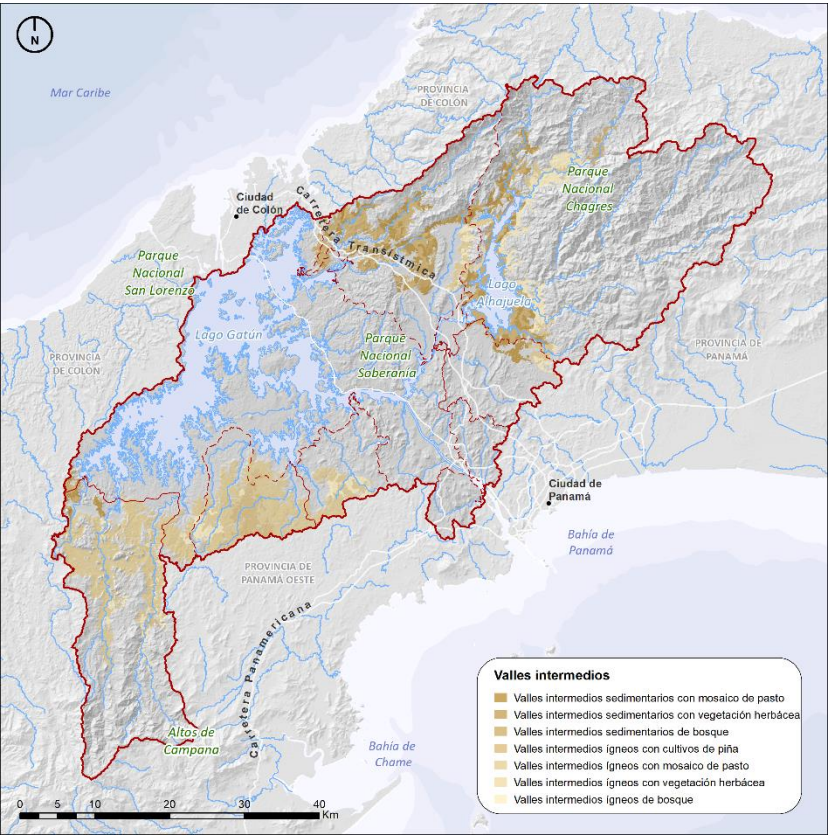 N
Mar Caribe
PROVINCIA
DE COLÓN
Ciudad
de Colón
Carretera Transístmica
Parque
Nacional
Chagres
Parque
Nacional
San Lorenzo
Lago
Alhajuela
Lago Gatún
Parque
Nacional
Soberanía
PROVINCIA
DE COLÓN
PROVINCIA DE
PANAMÁ
Ciudad de
Panamá
Bahía de
Panamá
PROVINCIA DE
PANAMÁ OESTE
Carretera Panamericana
Altos de
Campana
Bahía de
Chame
Valles intermedios
Valles intermedios sedimentarios con mosaico de pasto
Valles intermedios sedimentarios con vegetación herbácea
Valles intermedios sedimentarios de bosque
Valles intermedios ígneos con cultivos de piña
Valles intermedios ígneos con mosaico de pasto
Valles intermedios ígneos con vegetación herbácea
Valles intermedios ígneos de bosque
0 5 10 20 30 40
Km